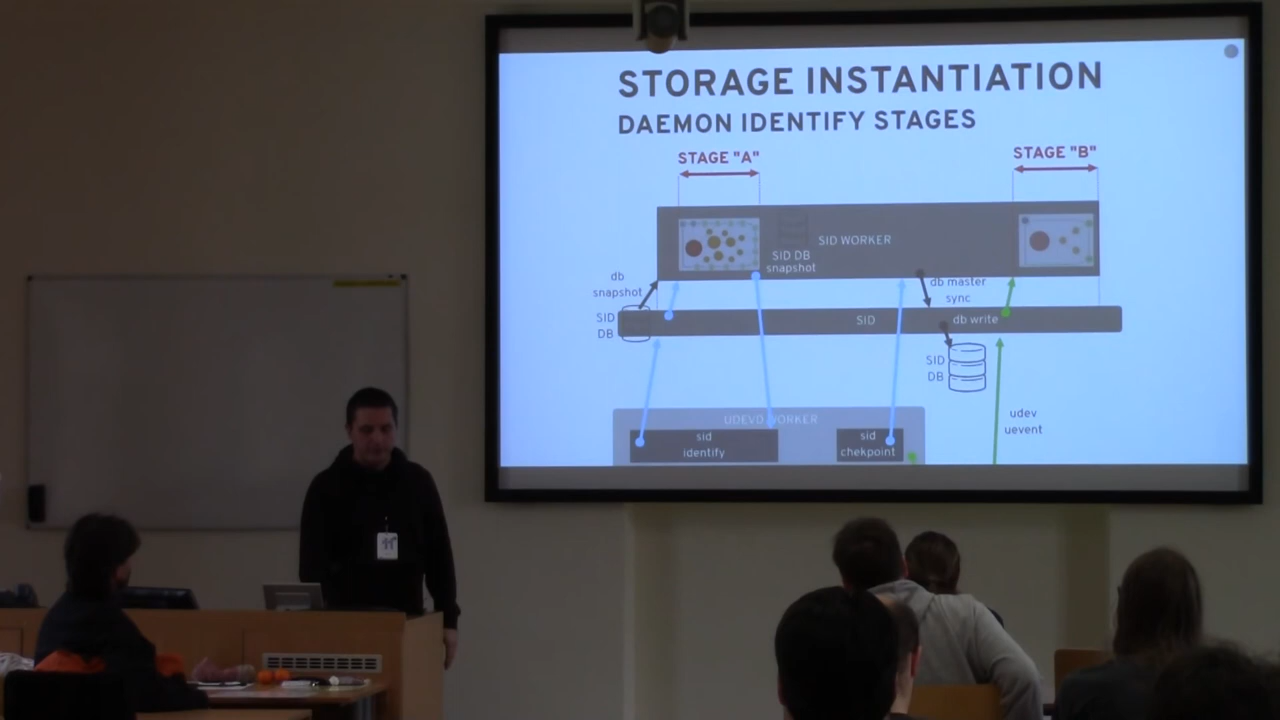 STORAGE INSTANTIATION
DAEMON IDENTIFY STAGES
STAGE "A"
STAGE "B"
SID WORKER
SID DB
snapshot
db
snapshot
db master
sync
SID
DB
SID
db write
SID
DB
udev
uevent
UDEVD WORKER
sid
identify
sid
chekpoint